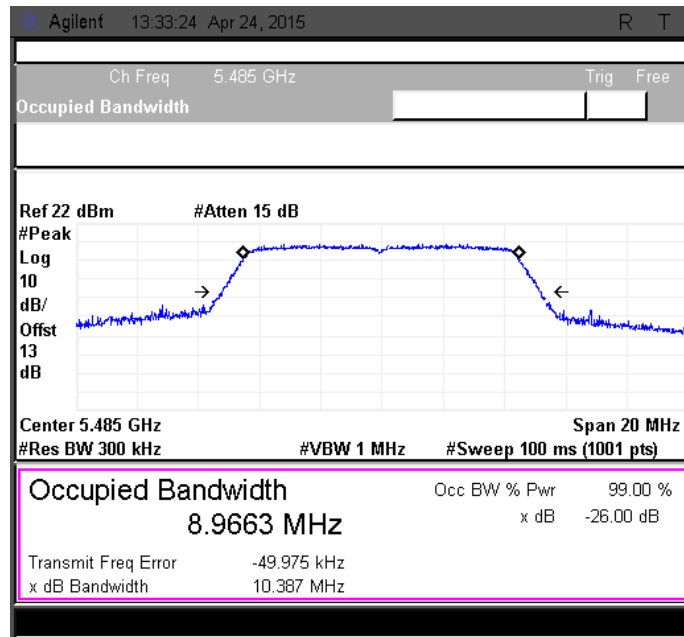 Agilent 13:33:24 Apr 24, 2015 R T
Ch Freq 5.485 GHz Trig Free
Occupied Bandwidth
Ref 22 dBm #Atten 15 dB
#Peak
Log
10
dB/
Offst
13
dB
Center 5.485 GHz Span 20 MHz
#Res BW 300 kHz #VBW 1 MHz #Sweep 100 ms (1001 pts)
Occupied Bandwidth Occ BW % Pwr 99.00 %
8.9663 MHz x dB -26.00 dB
Transmit Freq Error -49.975 kHz
x dB Bandwidth 10.387 MHz